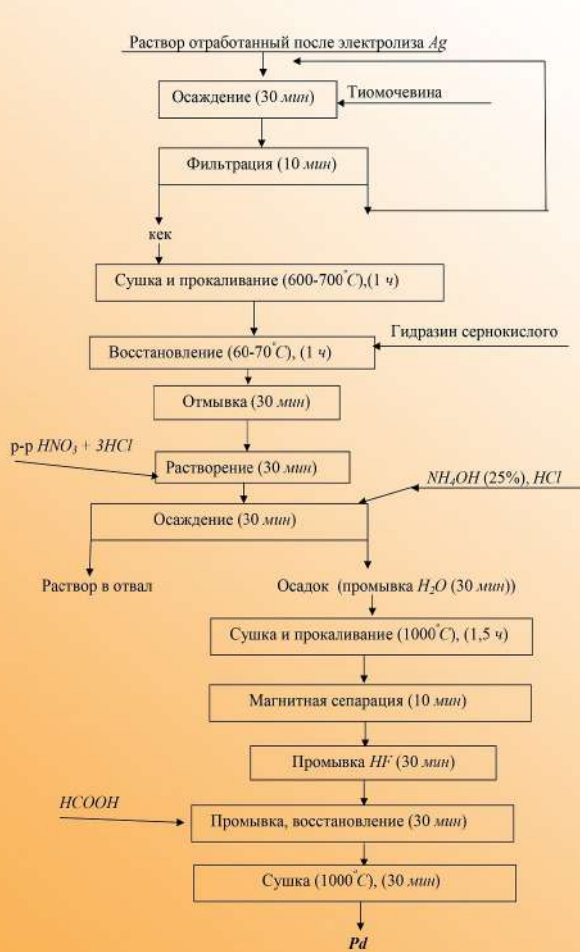 Раствор отработанный после электролиза Ag
Осаждение (30 мин)
Тиомочевина
Фильтрация (10 мин)
кек
Сушка и прокаливание (600-700°C),(1 ч)
Гидразин сернокислого
Восстановление (60-70°C), (1 ч)
Отмывка (30 мин)
р-р HNO₃ + 3HCl
Растворение (30 мин)
NH₄OH (25%), HCl
Осаждение (30 мин)
Раствор в отвал
Осадок (промывка H₂O (30 мин))
Сушка и прокаливание (1000°C), (1,5 ч)
Магнитная сепарация (10 мин)
Промывка HF (30 мин)
HCOOH
Промывка, восстановление (30 мин)
Сушка (1000°C), (30 мин)
Pd